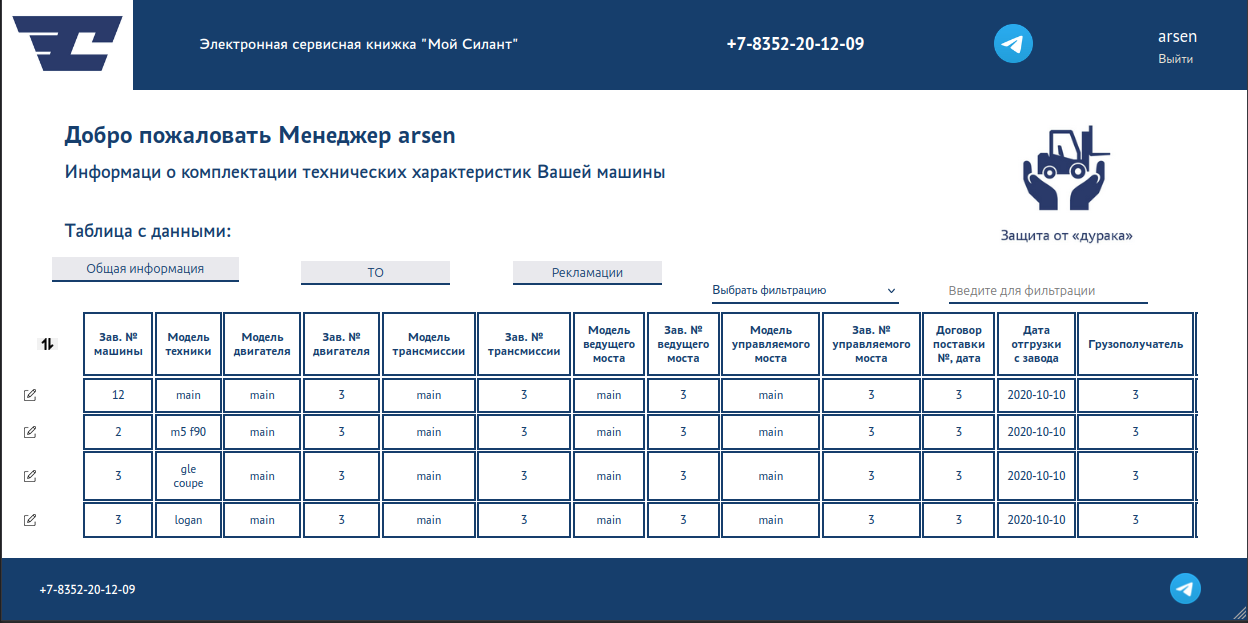 Электронная сервисная книжка "Мой Силант"
+7-8352-20-12-09
arsen
Выйти
Добро пожаловать Менеджер arsen
Информаци о комплектации технических характеристик Вашей машины
Защита от «дурака»
Таблица с данными:
Общая информация
ТО
Рекламации
Выбрать фильтрацию
Введите для фильтрации
Зав. № машины Модель техники Модель двигателя Зав. № двигателя Модель трансмиссии Зав. № трансмиссии Модель ведущего моста Зав. № ведущего моста Модель управляемого моста Зав. № управляемого моста Договор поставки №, дата Дата отгрузки с завода Грузополучатель
12 main main 3 main 3 main 3 main 3 3 2020-10-10 3
2 m5 f90 main 3 main 3 main 3 main 3 3 2020-10-10 3
3 gle coupe main 3 main 3 main 3 main 3 3 2020-10-10 3
3 logan main 3 main 3 main 3 main 3 3 2020-10-10 3
+7-8352-20-12-09